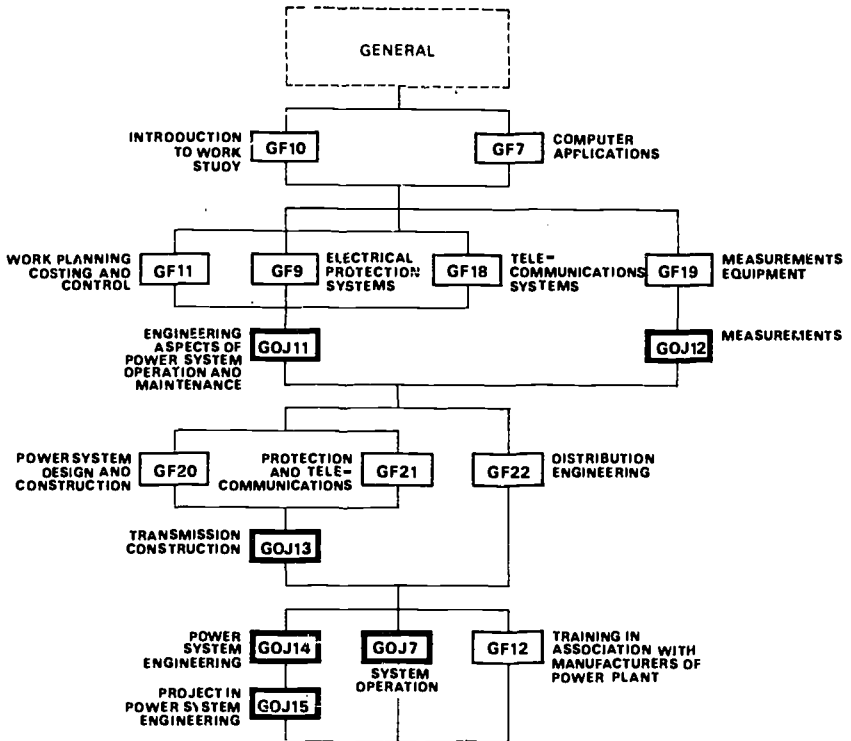 GENERAL
INTRODUCTION
TO WORK
STUDY
GF10
GF7
COMPUTER
APPLICATIONS
WORK PLANNING
COSTING AND
CONTROL
GF11
GF9
ELECTRICAL
PROTECTION
SYSTEMS
GF18
TELE-
COMMUNICATIONS
SYSTEMS
GF19
MEASUREMENTS
EQUIPMENT
ENGINEERING
ASPECTS OF
POWER SYSTEM
OPERATION AND
MAINTENANCE
GOJ11
GOJ12
MEASUREMENTS
POWER SYSTEM
DESIGN AND
CONSTRUCTION
GF20
PROTECTION
AND TELE-
COMMUNICATIONS
GF21
GF22
DISTRIBUTION
ENGINEERING
TRANSMISSION
CONSTRUCTION
GOJ13
POWER
SYSTEM
ENGINEERING
GOJ14
GOJ7
SYSTEM
OPERATION
GF12
TRAINING IN
ASSOCIATION WITH
MANUFACTURERS OF
POWER PLANT
PROJECT IN
POWER SYSTEM
ENGINEERING
GOJ15